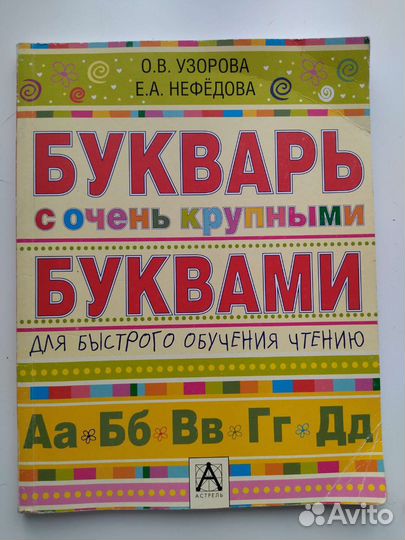 О.В. УЗОРОВА
Е.А. НЕФЁДОВА
БУКВАРЬ
с очень крупными
БУКВАМИ
ДЛЯ БЫСТРОГО ОБУЧЕНИЯ ЧТЕНИЮ
Аа Бб Вв Гг Дд
А
АСТРЕЛЬ
Avito